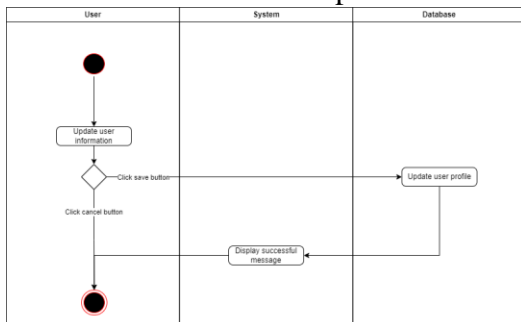 User
System
Database
Update user
information
Click save button
Update user profile
Click cancel button
Display successful
message